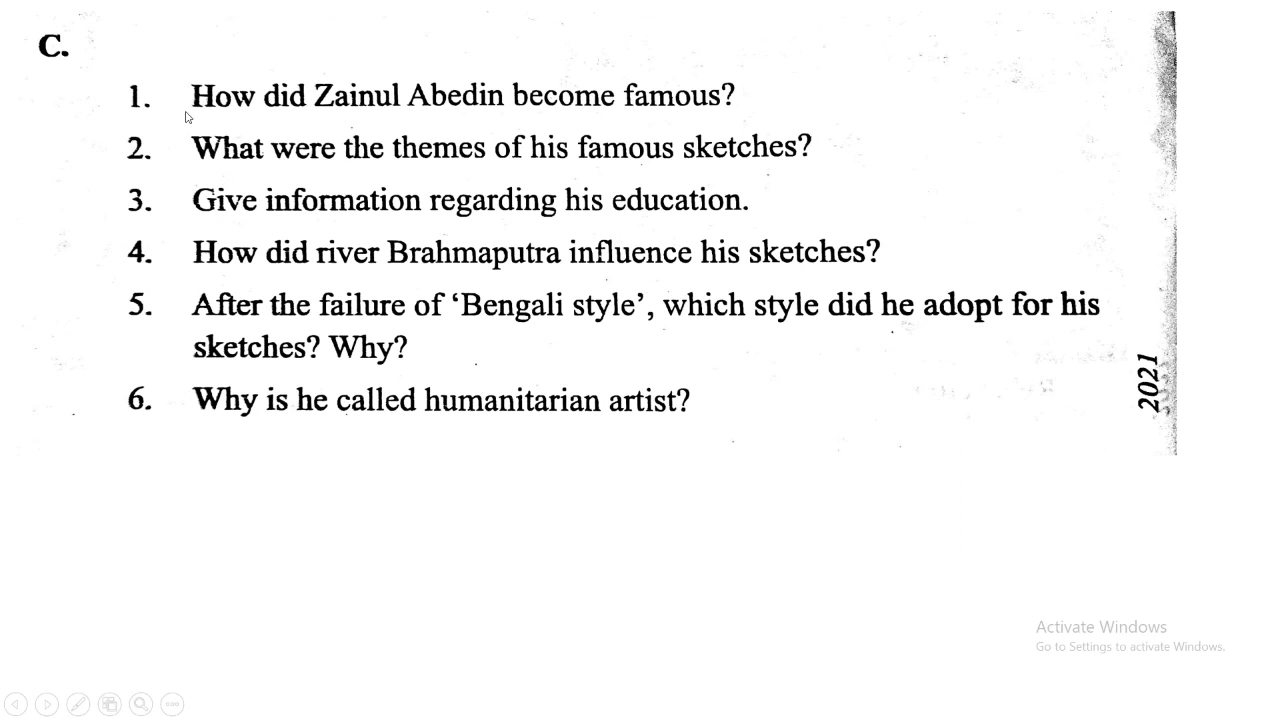 C.
1. How did Zainul Abedin become famous?
2. What were the themes of his famous sketches?
3. Give information regarding his education.
4. How did river Brahmaputra influence his sketches?
5. After the failure of ‘Bengali style’, which style did he adopt for his
sketches? Why?
6. Why is he called humanitarian artist?
2021
Activate Windows
Go to Settings to activate Windows.